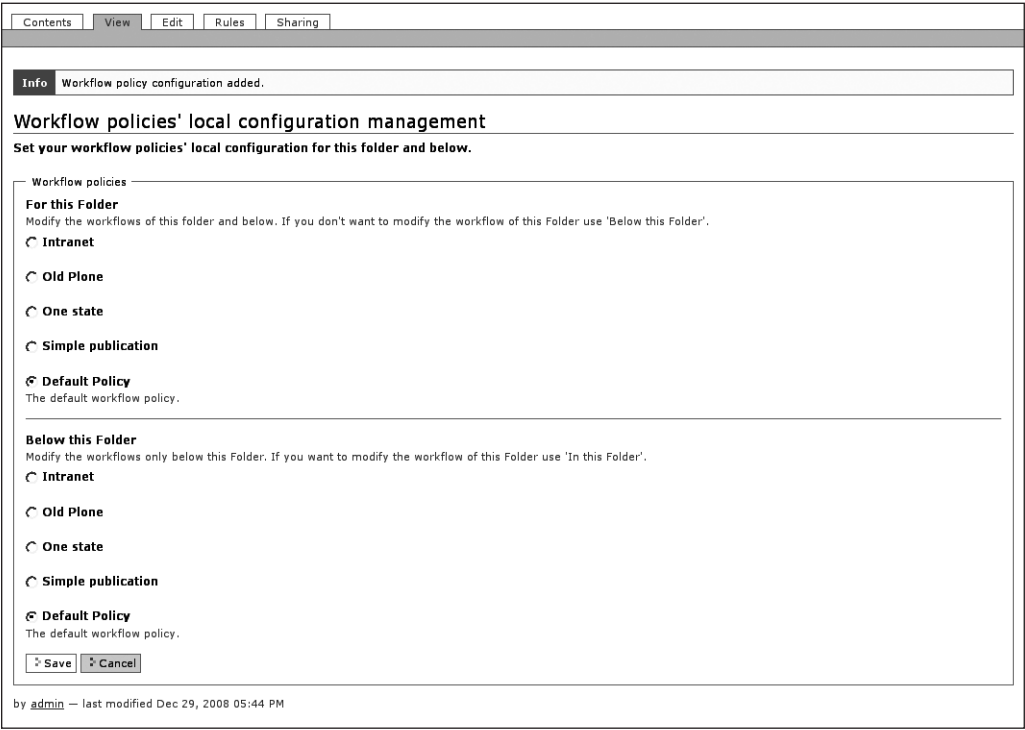 Contents View Edit Rules Sharing
Info Workflow policy configuration added.
Workflow policies' local configuration management
Set your workflow policies' local configuration for this folder and below.
Workflow policies
For this Folder
Modify the workflows of this folder and below. If you don't want to modify the workflow of this Folder use 'Below this Folder'.
Intranet
Old Plone
One state
Simple publication
Default Policy
The default workflow policy.
Below this Folder
Modify the workflows only below this Folder. If you want to modify the workflow of this Folder use 'In this Folder'.
Intranet
Old Plone
One state
Simple publication
Default Policy
The default workflow policy.
Save Cancel
by admin — last modified Dec 29, 2008 05:44 PM